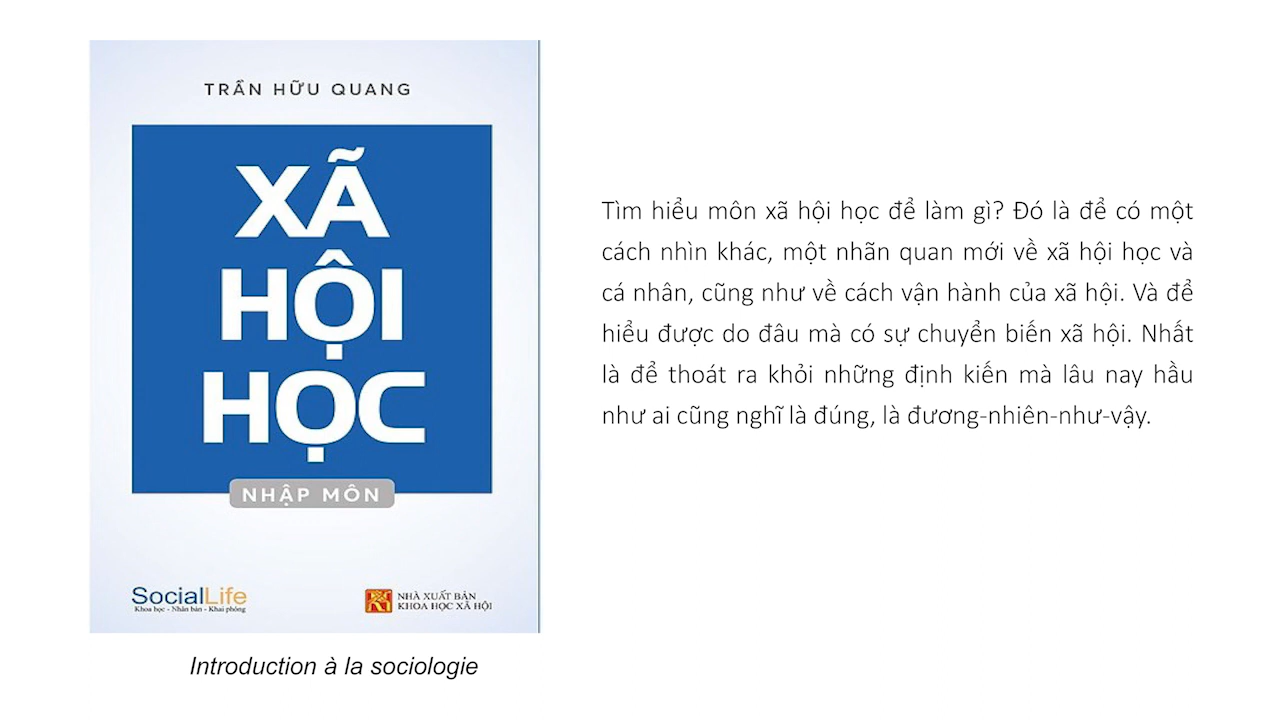 TRẦN HỮU QUANG
XÃ
HỘI
HỌC
NHẬP MÔN
SocialLife
Khoa học - Nhân bản - Khai phóng
NHÀ XUẤT BẢN
KHOA HỌC XÃ HỘI
Introduction à la sociologie
Tìm hiểu môn xã hội học để làm gì? Đó là để có một
cách nhìn khác, một nhãn quan mới về xã hội học và
cá nhân, cũng như về cách vận hành của xã hội. Và để
hiểu được do đâu mà có sự chuyển biến xã hội. Nhất
là để thoát ra khỏi những định kiến mà lâu nay hầu
như ai cũng nghĩ là đúng, là đương-nhiên-như-vậy.